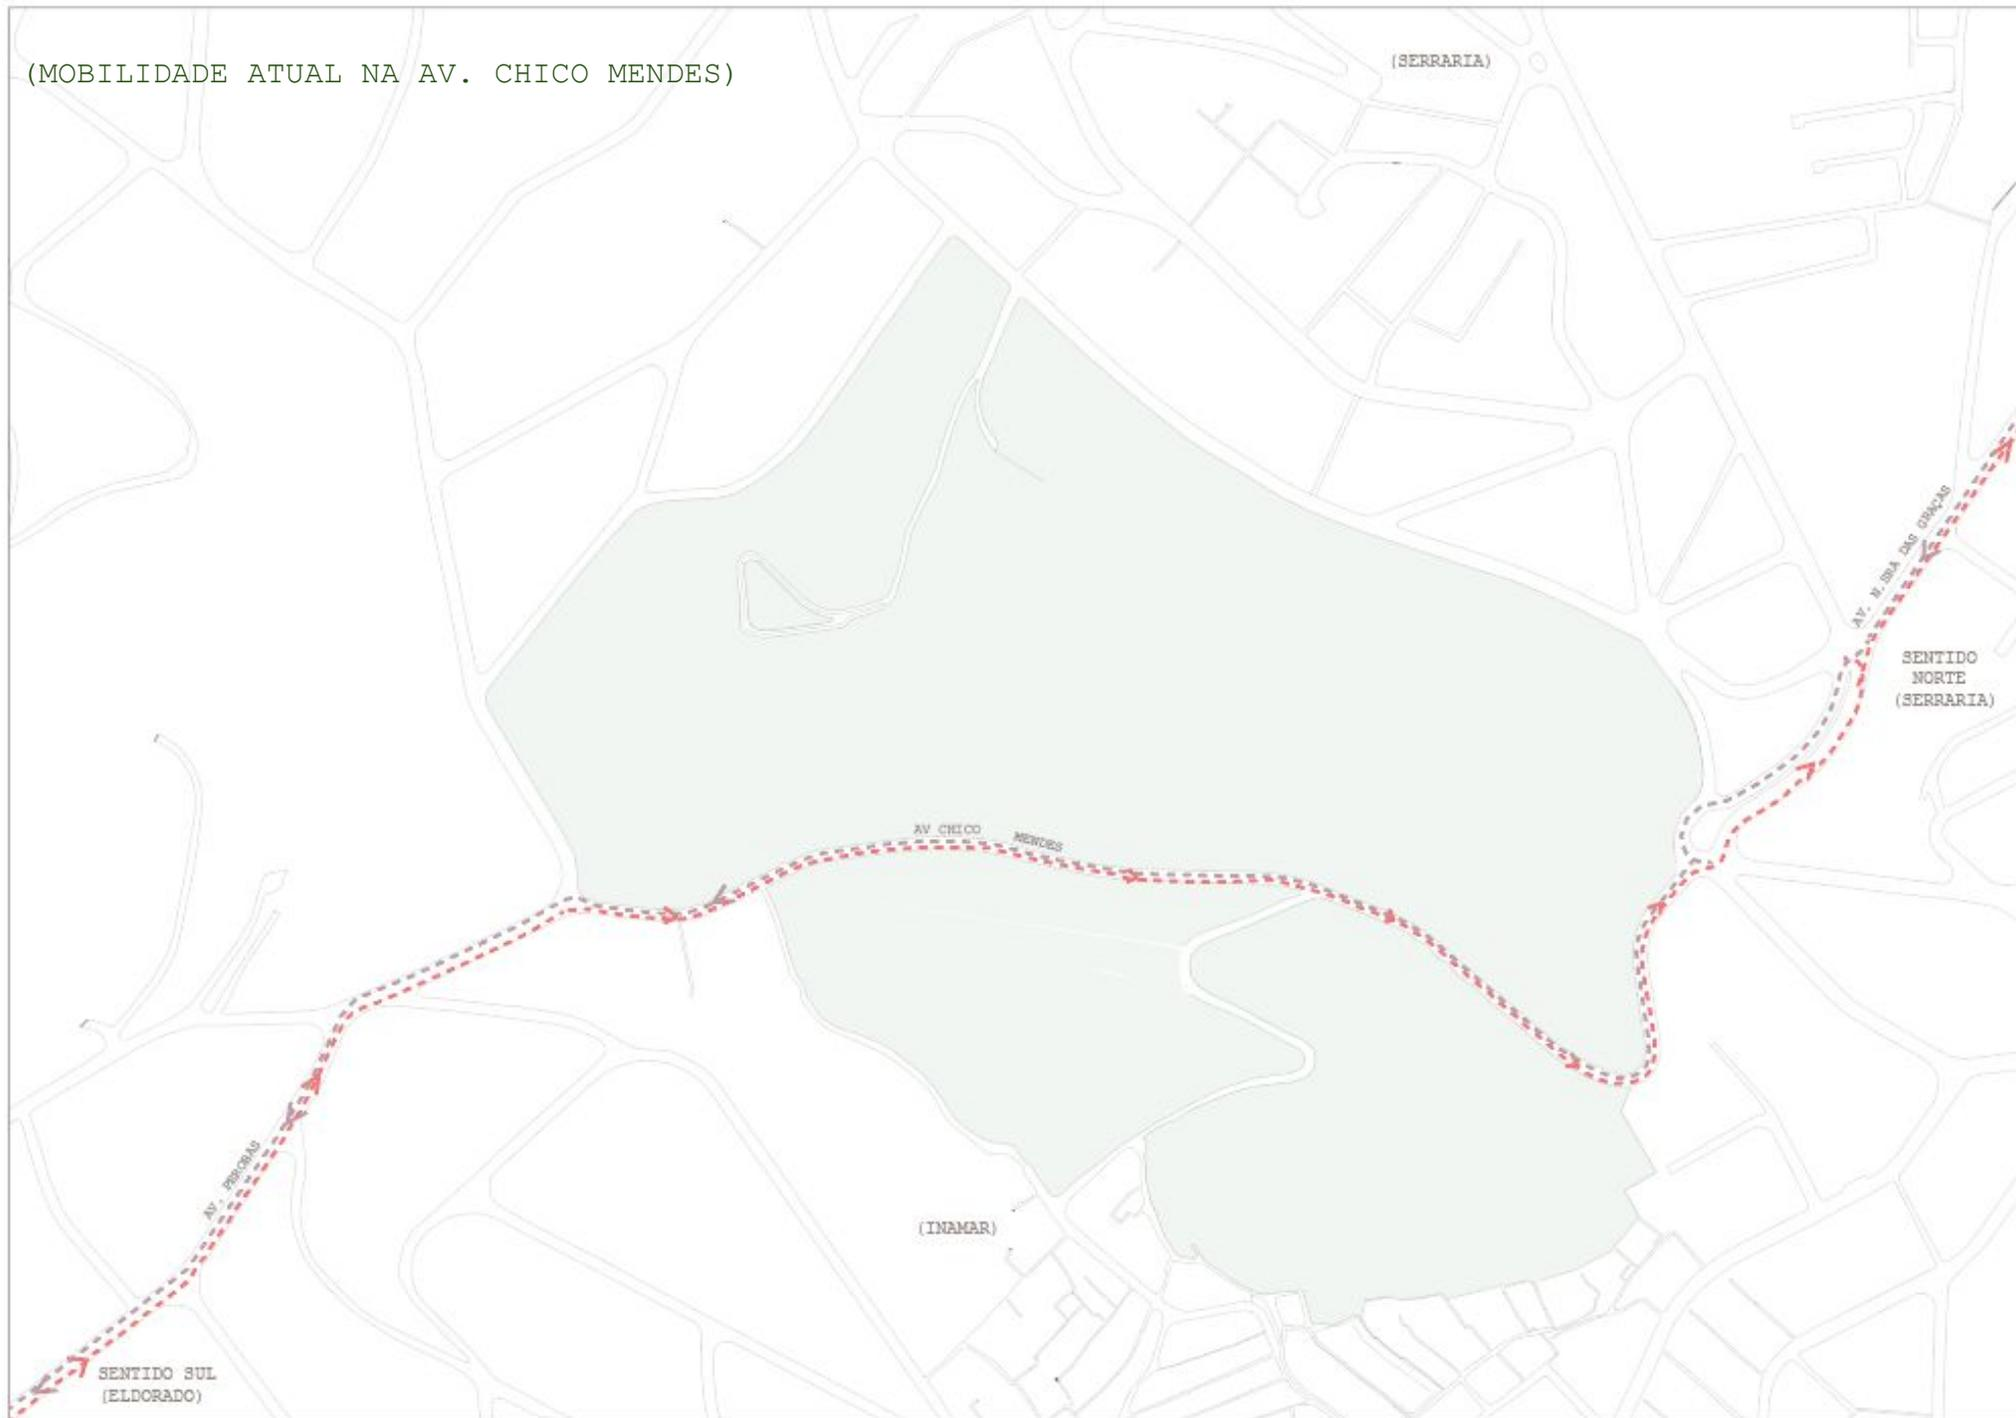 (MOBILIDADE ATUAL NA AV. CHICO MENDES)
(SERRARIA)
AV. N.SRA DAS GRAÇAS
SENTIDO
NORTE
(SERRARIA)
AV CHICO MENDES
AV. PEROBAS
(INAMAR)
SENTIDO SUL
(ELDORADO)